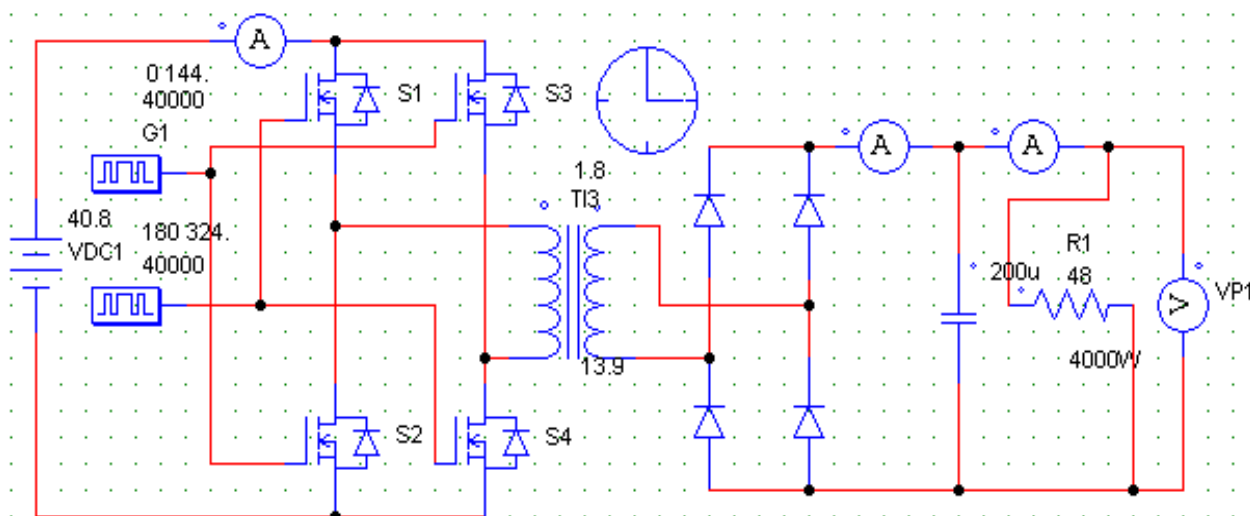 A
0 144.
40000
G1
S1
S3
40.8
VDC1
180 324.
40000
1.8
TI3
13.9
S2
S4
A
A
200u
R1
48
4000W
V
VP1